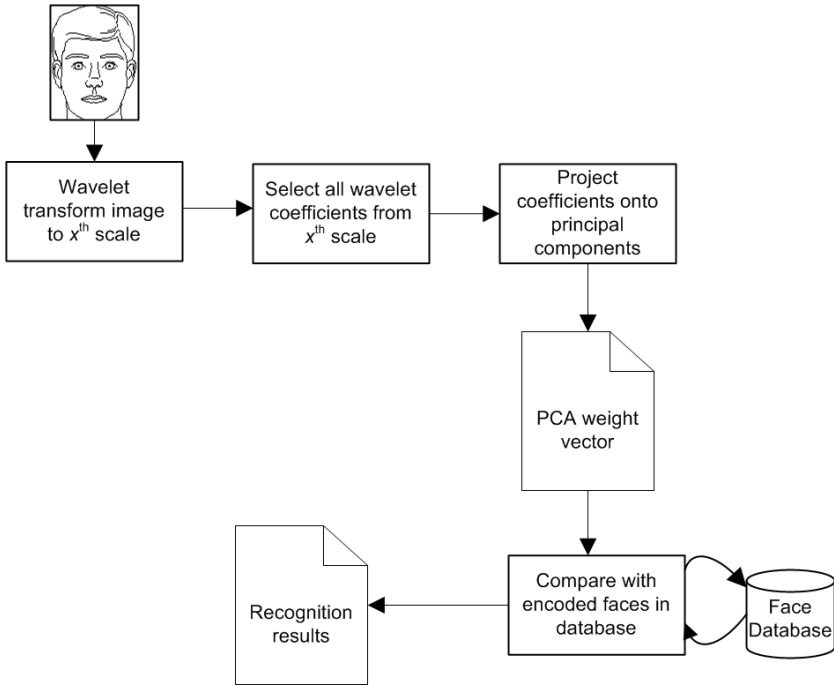 Wavelet
transform image
to xth scale
Select all wavelet
coefficients from
xth scale
Project
coefficients onto
principal
components
PCA weight
vector
Compare with
encoded faces in
database
Face
Database
Recognition
results